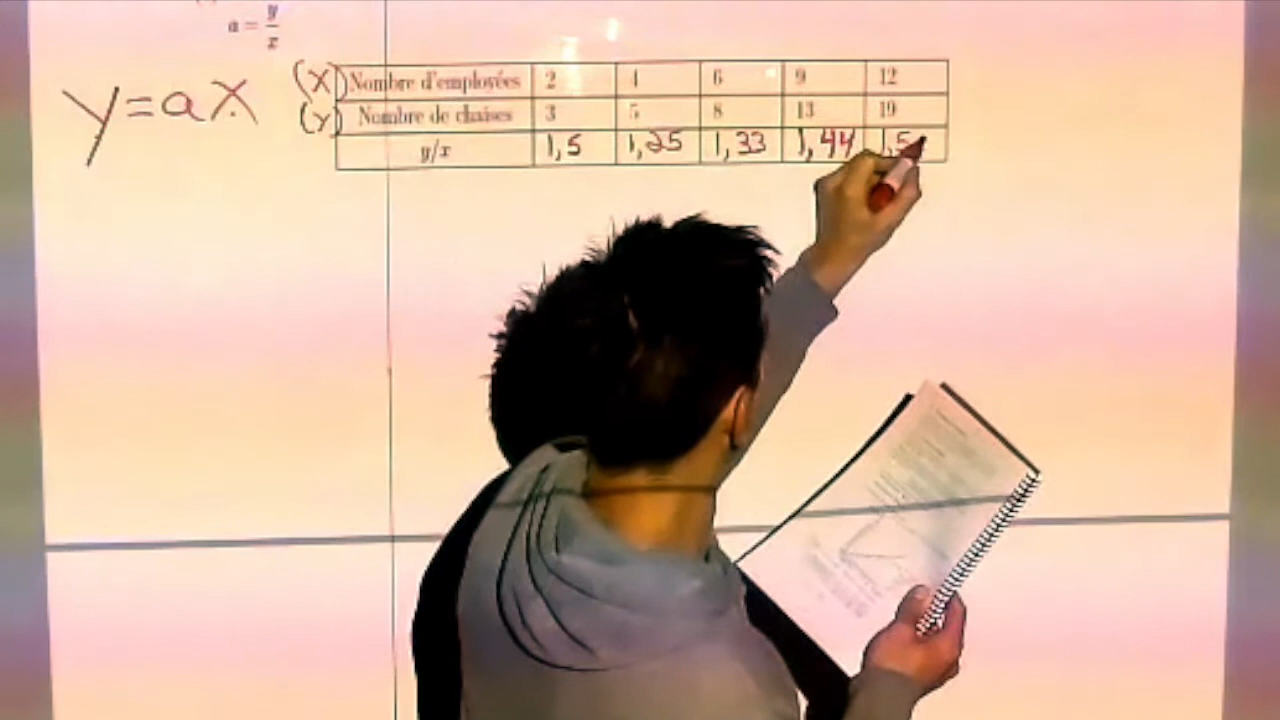 a = y/x
y=ax
(x) Nombre d'employées 2 4 6 9 12
(y) Nombre de chaises 3 5 8 13 19
y/x 1,5 1,25 1,33 1,44 1,5